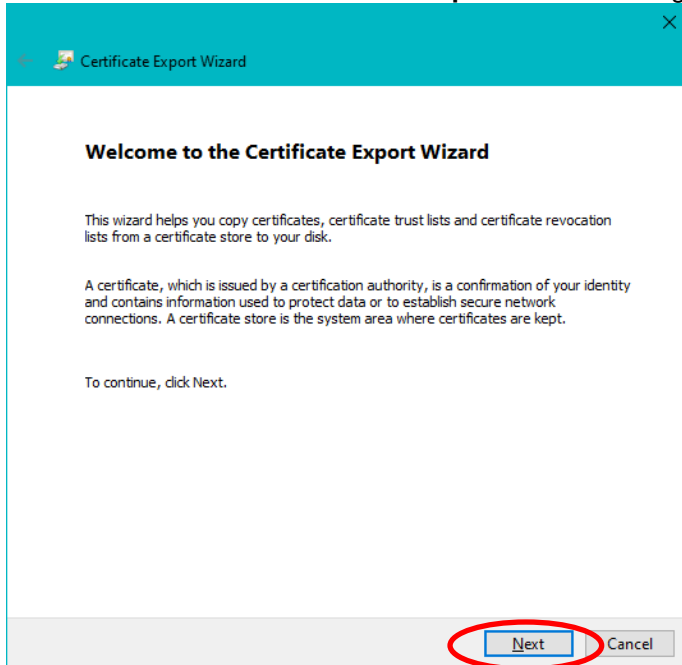 Certificate Export Wizard
Welcome to the Certificate Export Wizard
This wizard helps you copy certificates, certificate trust lists and certificate revocation
lists from a certificate store to your disk.
A certificate, which is issued by a certification authority, is a confirmation of your identity
and contains information used to protect data or to establish secure network
connections. A certificate store is the system area where certificates are kept.
To continue, click Next.
Next
Cancel